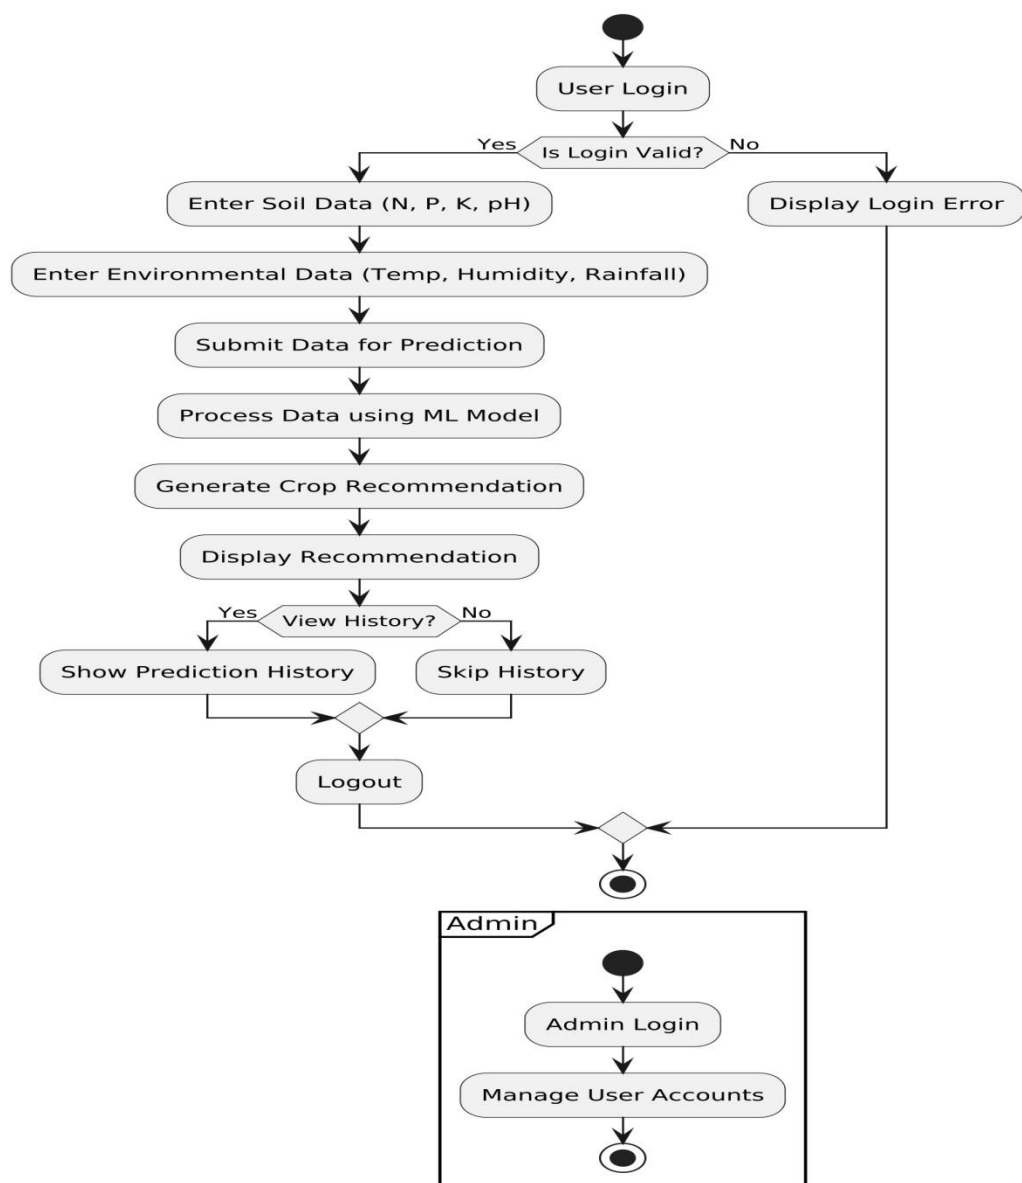 User Login
Yes
Is Login Valid?
No
Enter Soil Data (N, P, K, pH)
Display Login Error
Enter Environmental Data (Temp, Humidity, Rainfall)
Submit Data for Prediction
Process Data using ML Model
Generate Crop Recommendation
Display Recommendation
Yes
View History?
No
Show Prediction History
Skip History
Logout
Admin
Admin Login
Manage User Accounts